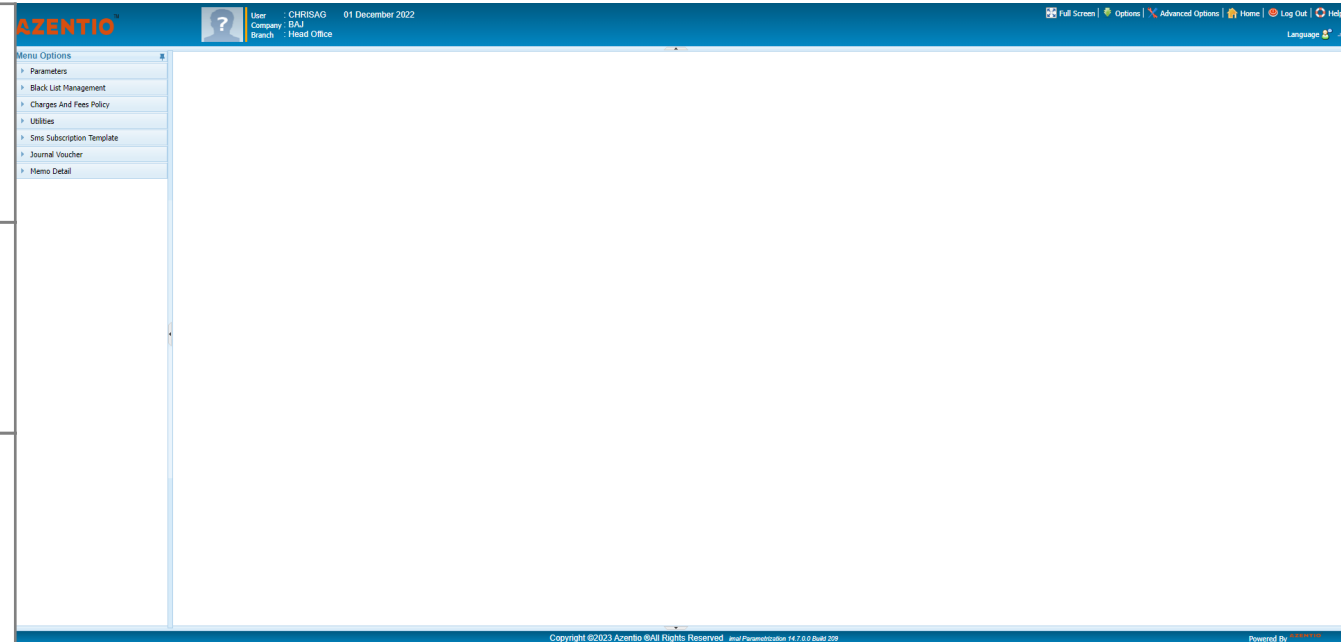 AZENTIO™
User : CHRISAG 01 December 2022
Company : BAJ
Branch : Head Office
Full Screen | Options | Advanced Options | Home | Log Out | Help
Language
Menu Options
Parameters
Black List Management
Charges And Fees Policy
Utilities
Sms Subscription Template
Journal Voucher
Memo Detail
Copyright ©2023 Azentio ®All Rights Reserved imal Parametrization 14.7.0.0 Build 209
Powered By AZENTIO